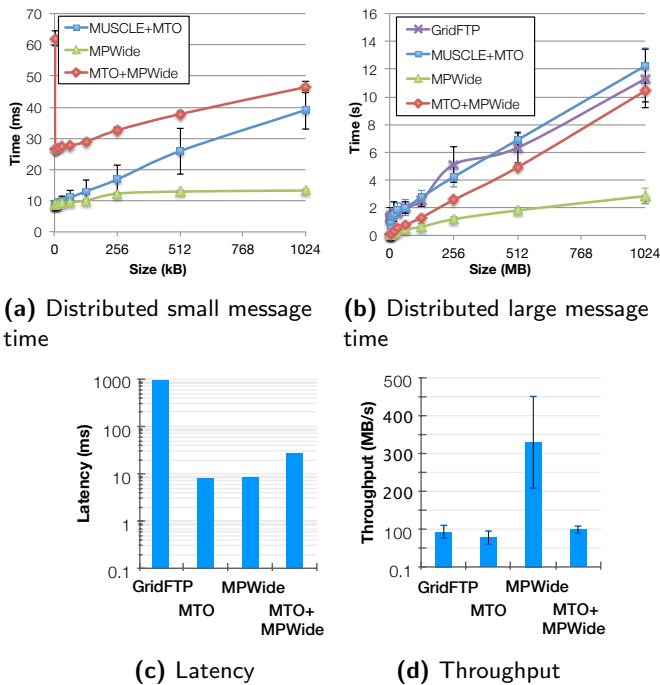 70
60
50
40
30
20
10
0
Time (ms)
MUSCLE+MTO
MPWide
MTO+MPWide
0 256 512 768 1024
Size (kB)
(a) Distributed small message
time
16
14
12
10
8
6
4
2
0
Time (s)
GridFTP
MUSCLE+MTO
MPWide
MTO+MPWide
0 256 512 768 1024
Size (MB)
(b) Distributed large message
time
1000
100
10
1
0.1
Latency (ms)
GridFTP MPWide
MTO MTO+
MPWide
(c) Latency
500
400
300
200
100
0.1
Throughput (MB/s)
GridFTP MPWide
MTO MTO+
MPWide
(d) Throughput